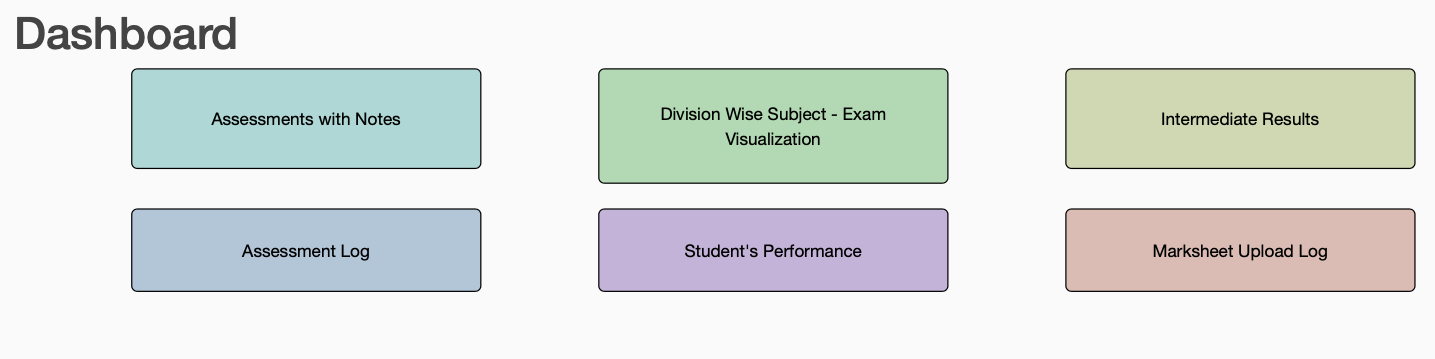 Dashboard
Assessments with Notes
Division Wise Subject - Exam
Visualization
Intermediate Results
Assessment Log
Student's Performance
Marksheet Upload Log